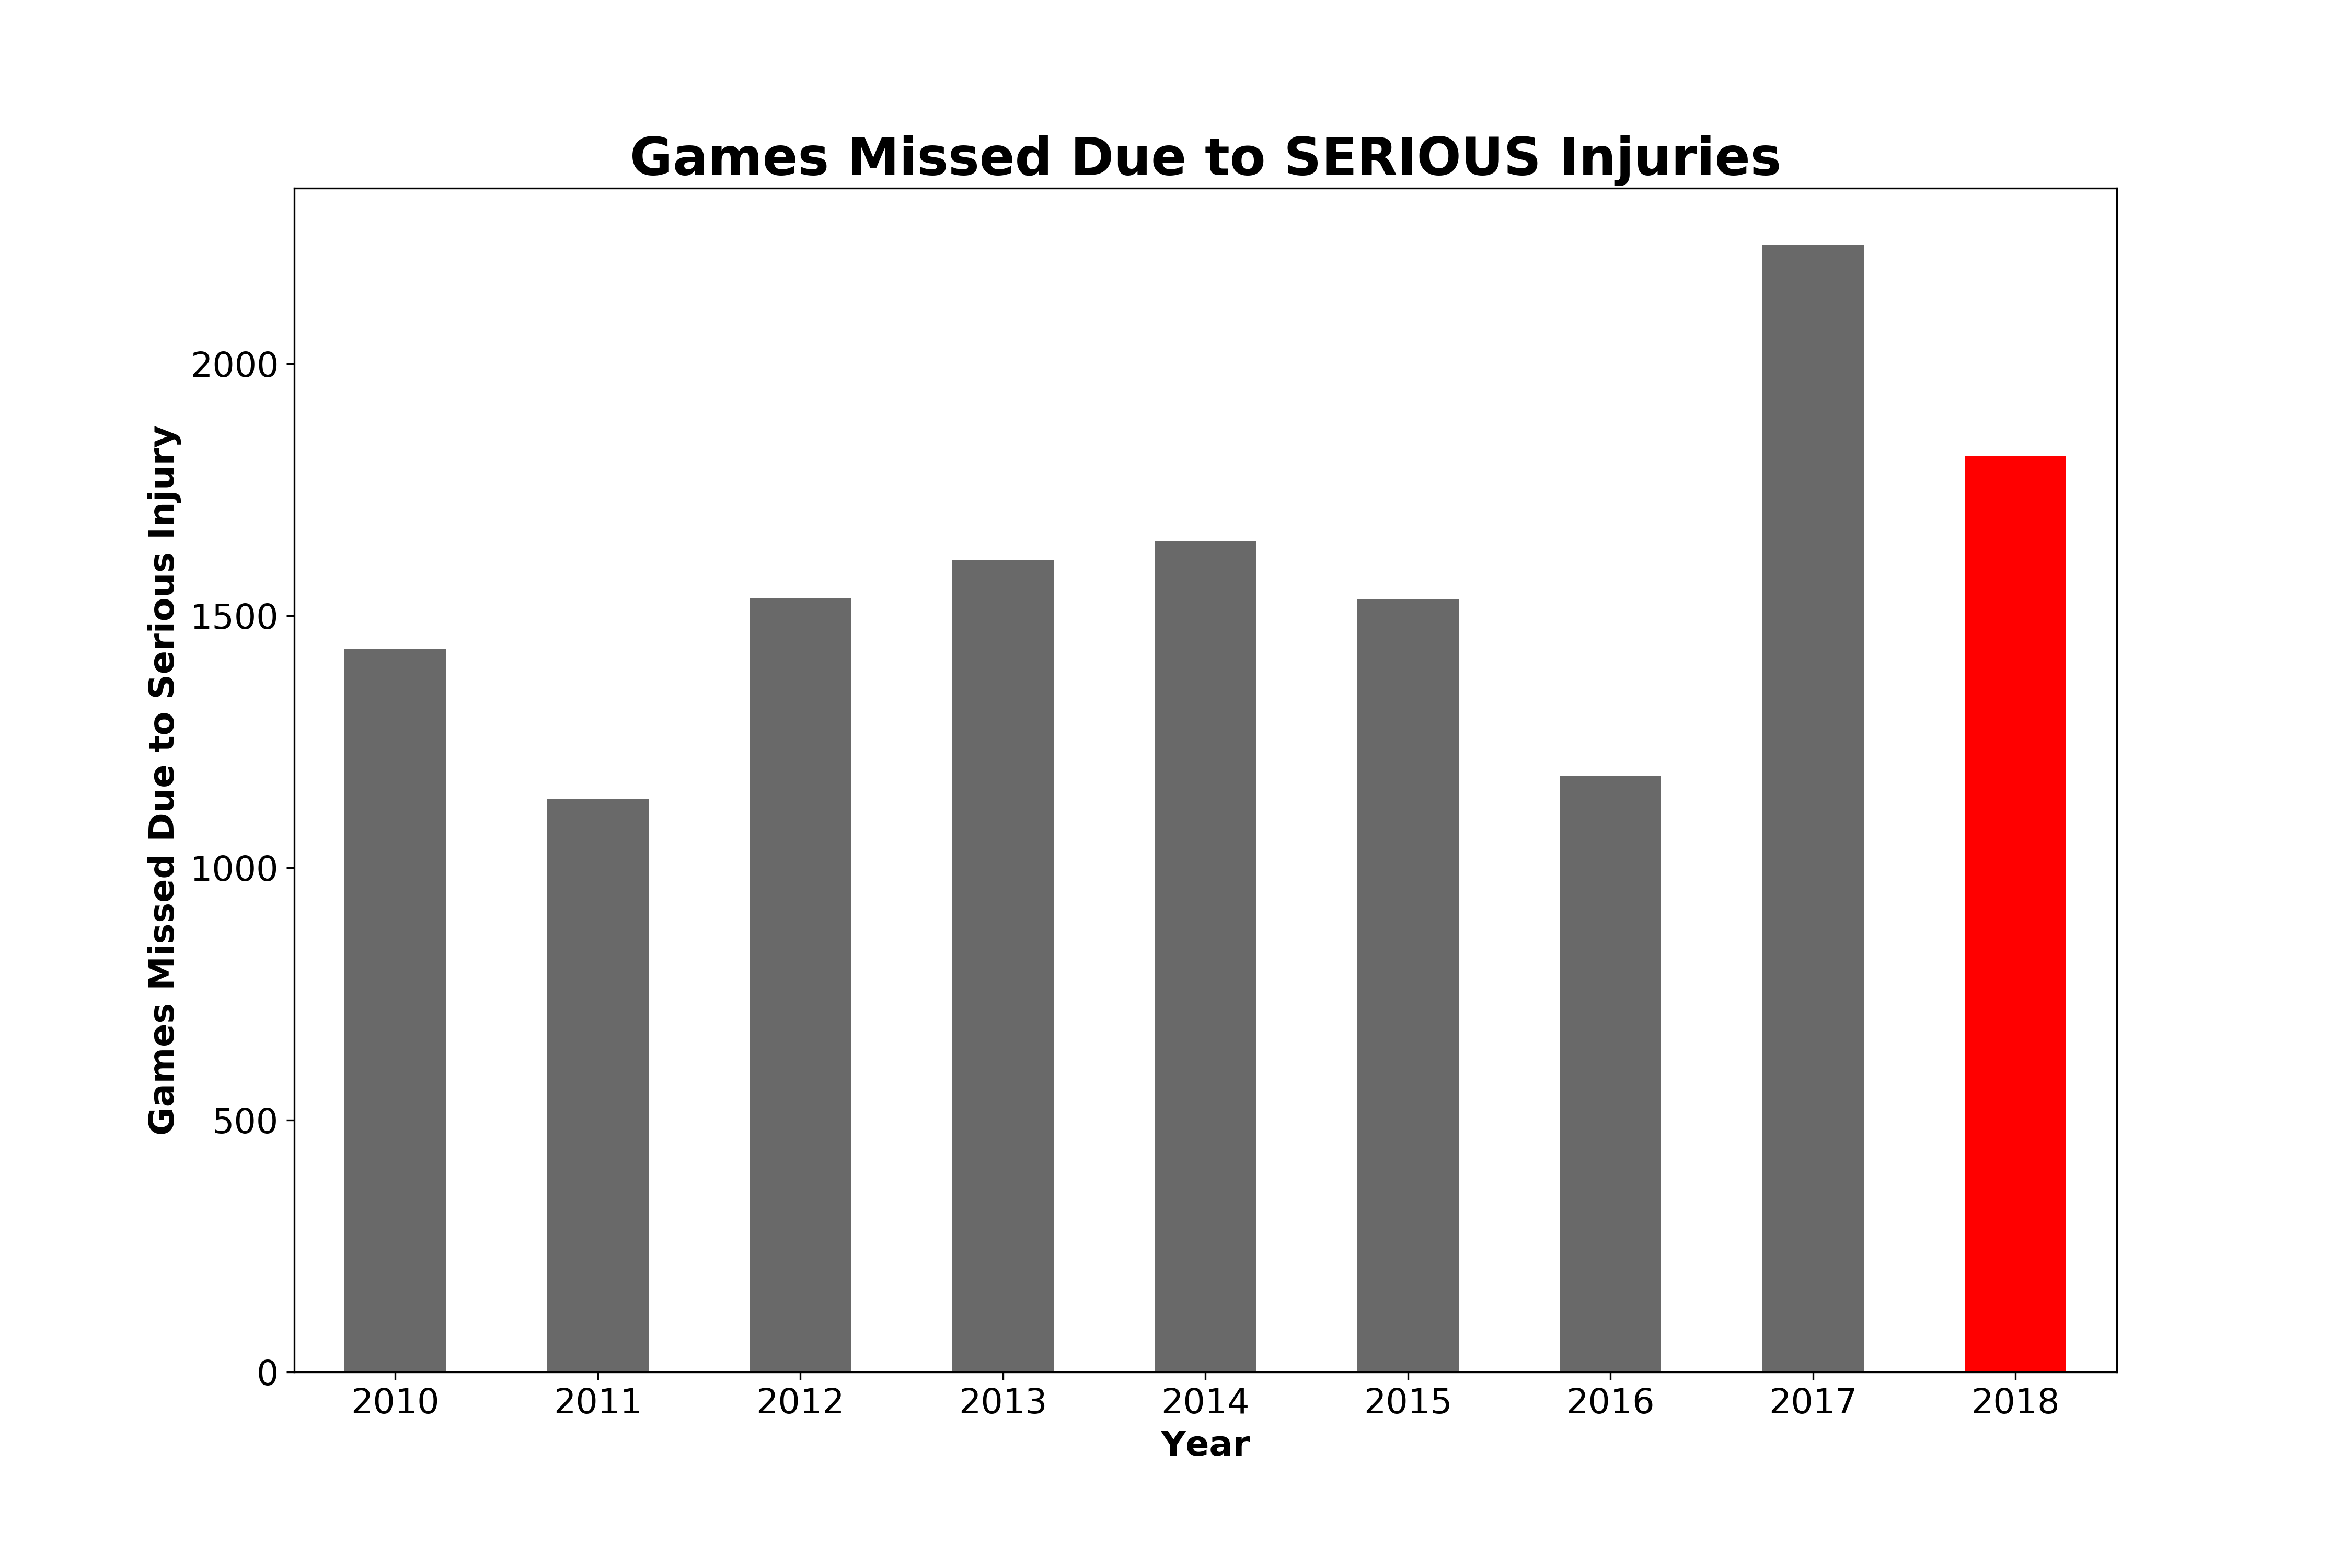 Games Missed Due to SERIOUS Injuries
Games Missed Due to Serious Injury
2000
1500
1000
500
0
2010 2011 2012 2013 2014 2015 2016 2017 2018
Year